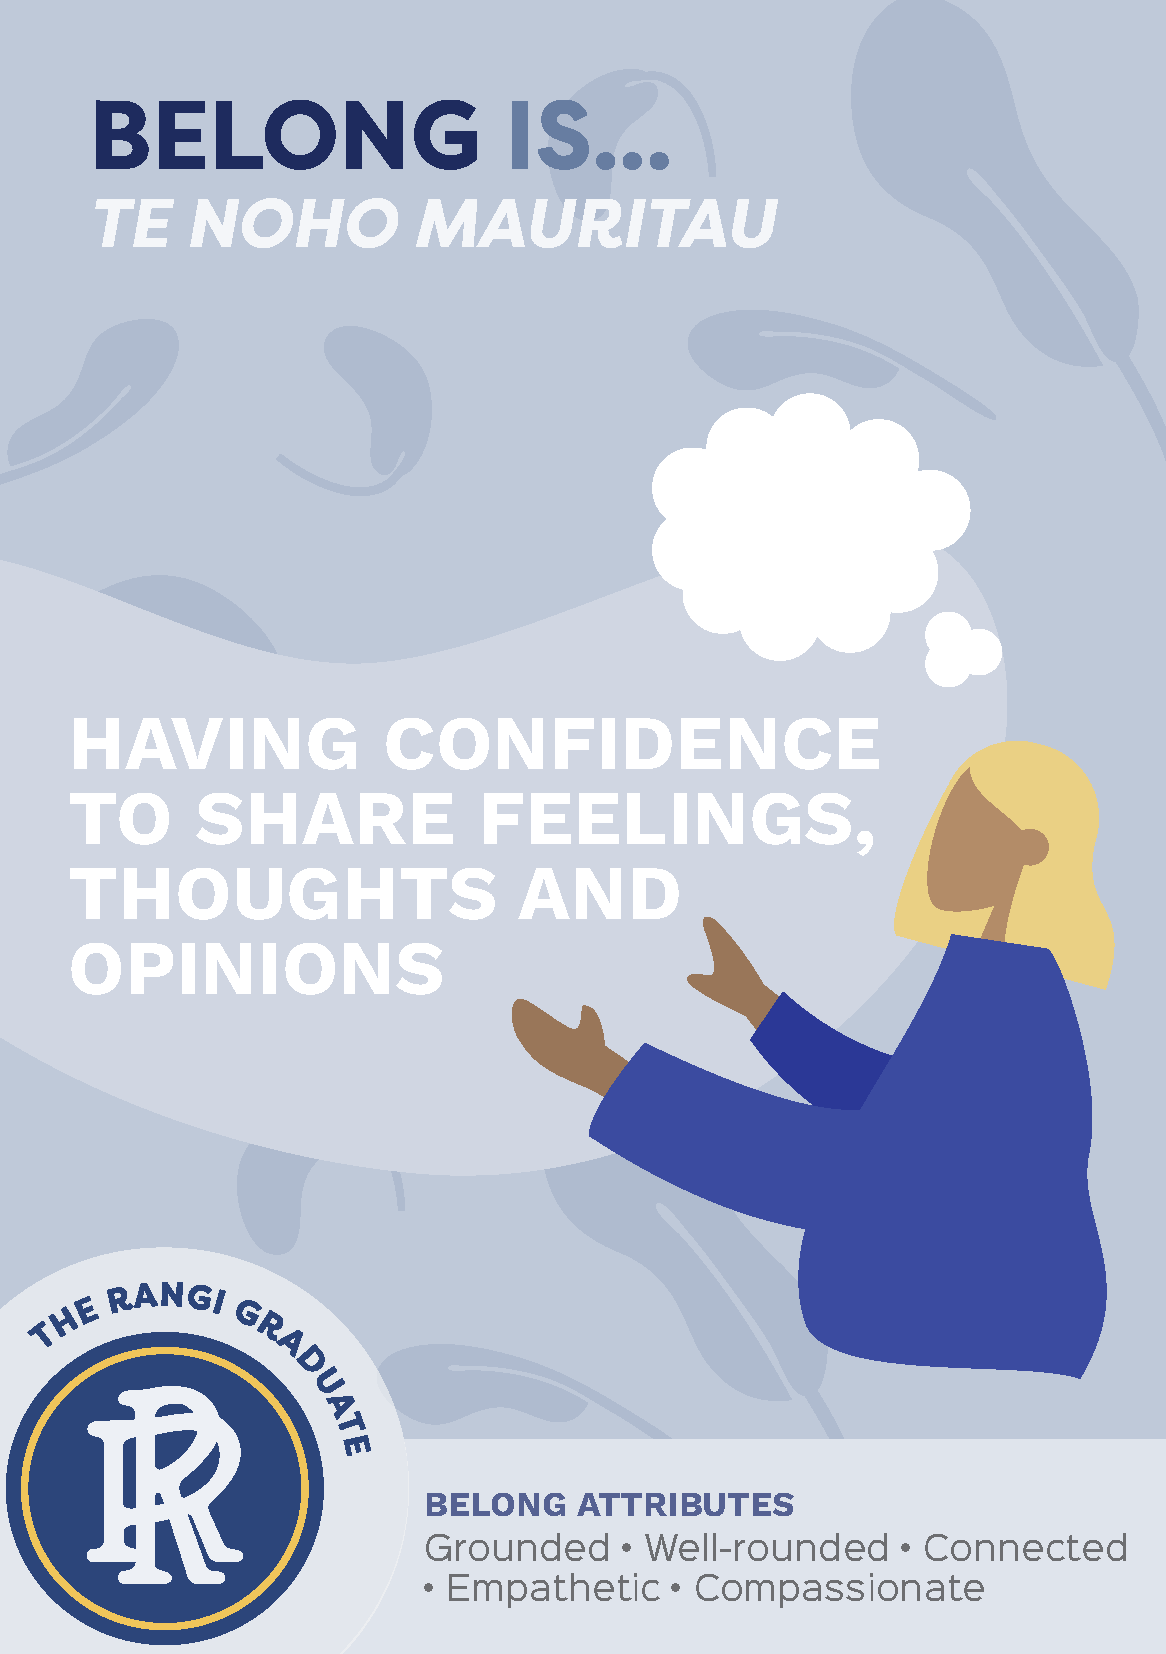 BELONG IS...
TE NOHO MAURITAU
HAVING CONFIDENCE
TO SHARE FEELINGS,
THOUGHTS AND
OPINIONS
THE RANGI GRADUATE
RR
BELONG ATTRIBUTES
Grounded • Well-rounded • Connected
• Empathetic • Compassionate